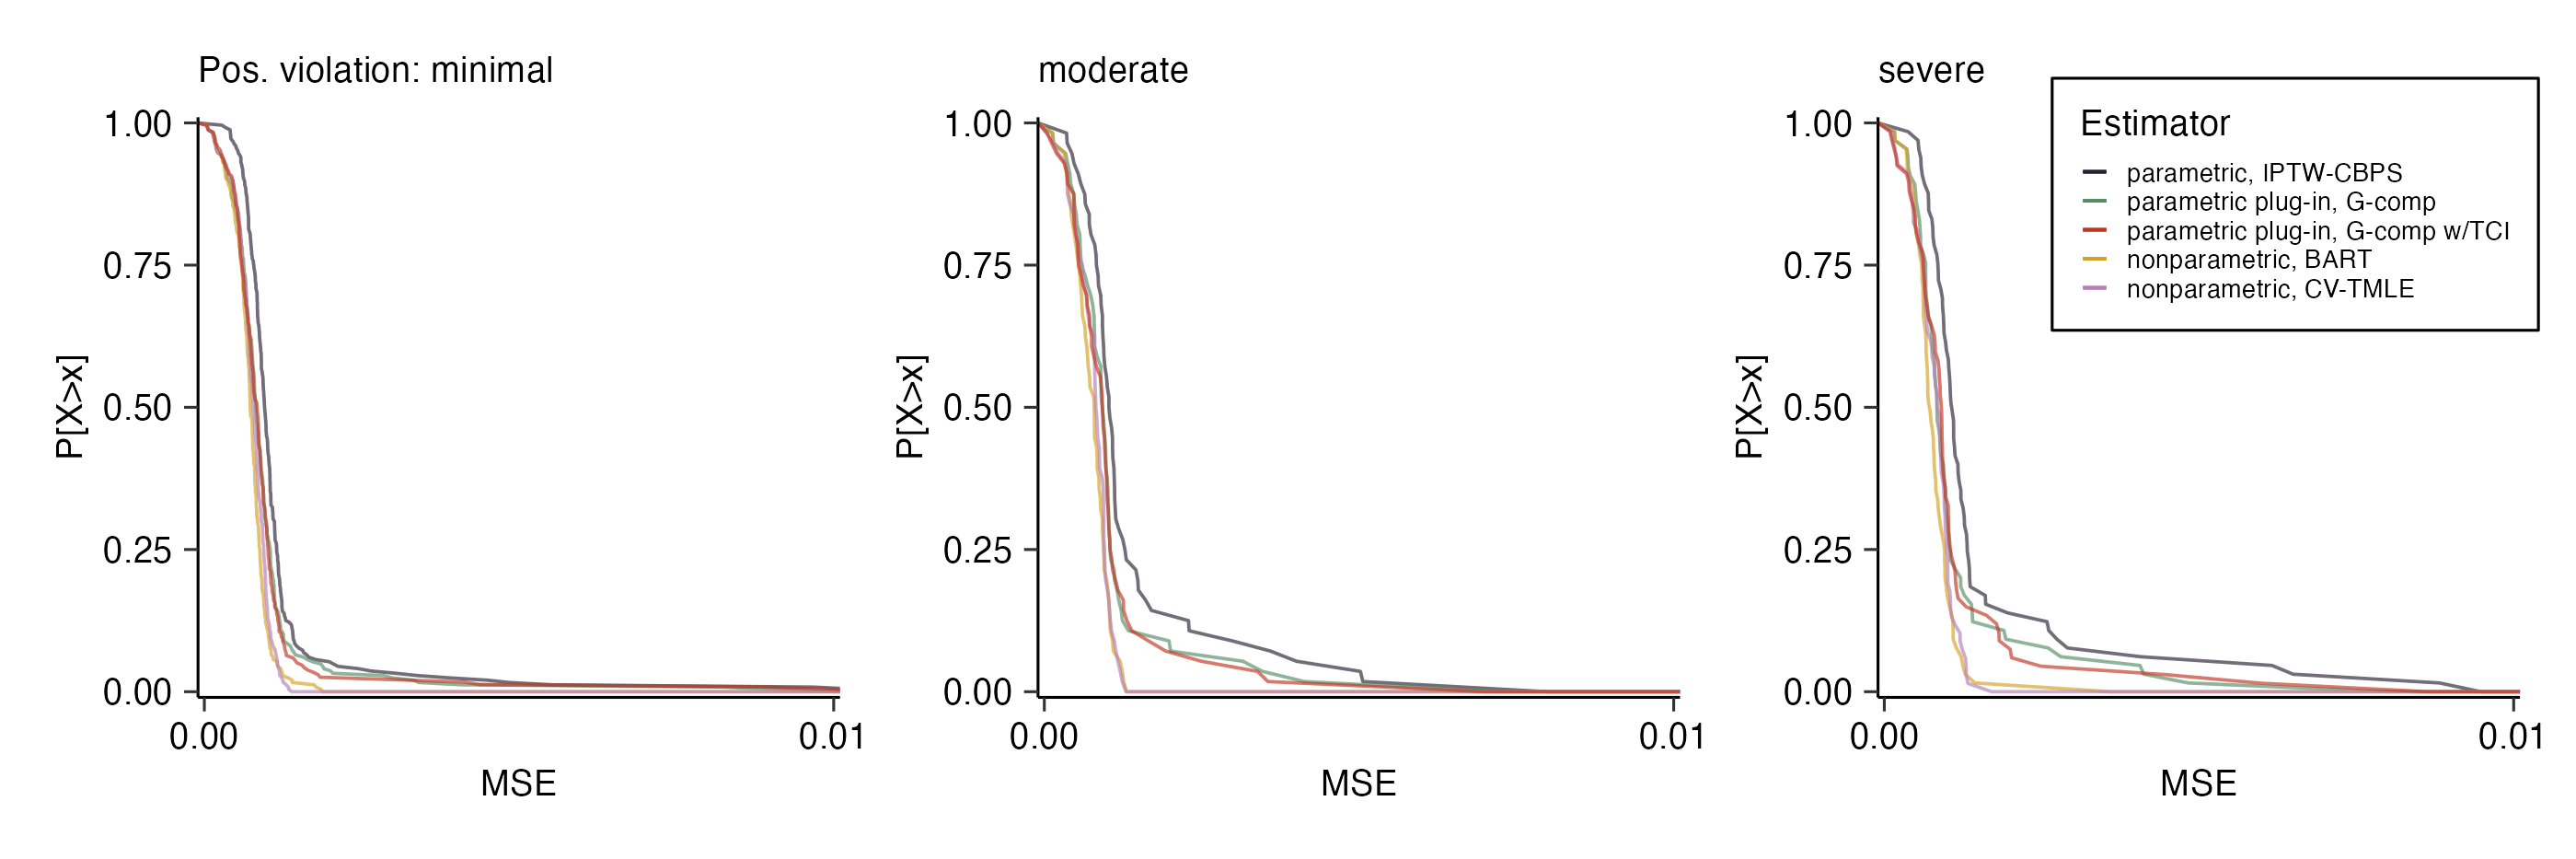 Pos. violation: minimal
1.00
0.75
0.50
0.25
0.00
P[X>x]
0.00
0.01
MSE
moderate
1.00
0.75
0.50
0.25
0.00
P[X>x]
0.00
0.01
MSE
severe
1.00
0.75
0.50
0.25
0.00
P[X>x]
0.00
0.01
MSE
Estimator
parametric, IPTW-CBPS
parametric plug-in, G-comp
parametric plug-in, G-comp w/TCI
nonparametric, BART
nonparametric, CV-TMLE